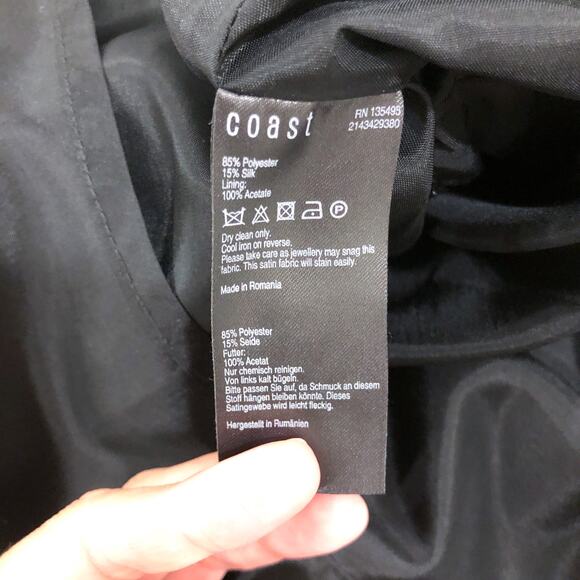 coast
RN 135495
2143429380
85% Polyester
15% Silk
Lining:
100% Acetate
P
Dry clean only.
Cool iron on reverse.
Please take care as jewellery may snag this
fabric. This satin fabric will stain easily.
Made in Romania
85% Polyester
15% Seide
Futter:
100% Acetat
Nur chemisch reinigen.
Von links kalt bügeln.
Bitte passen Sie auf, da Schmuck an diesem
Stoff hängen bleiben könnte. Dieses
Satingewebe wird leicht fleckig.
Hergestellt in Rumänien